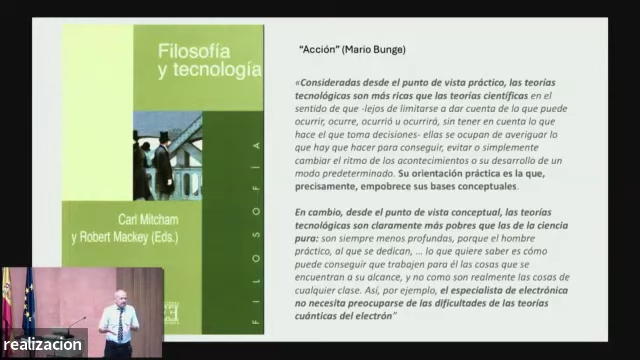 Filosofía
y tecnología
Carl Mitcham
y Robert Mackey (Eds.)
FILOSOFÍA
"Acción" (Mario Bunge)
«Consideradas desde el punto de vista práctico, las teorías
tecnológicas son más ricas que las teorías científicas en el
sentido de que -lejos de limitarse a dar cuenta de lo que puede
ocurrir, ocurre, ocurrió u ocurrirá, sin tener en cuenta lo que
hace el que toma decisiones- ellas se ocupan de averiguar lo
que hay que hacer para conseguir, evitar o simplemente
cambiar el ritmo de los acontecimientos o su desarrollo de un
modo predeterminado. Su orientación práctica es la que,
precisamente, empobrece sus bases conceptuales.
En cambio, desde el punto de vista conceptual, las teorías
tecnológicas son claramente más pobres que las de la ciencia
pura: son siempre menos profundas, porque el hombre
práctico, al que se dedican, ... lo que quiere saber es cómo
puede conseguir que trabajen para él las cosas que se
encuentran a su alcance, y no como son realmente las cosas de
cualquier clase. Así, por ejemplo, el especialista de electrónica
no necesita preocuparse de las dificultades de las teorías
cuánticas del electrón"
realizacion